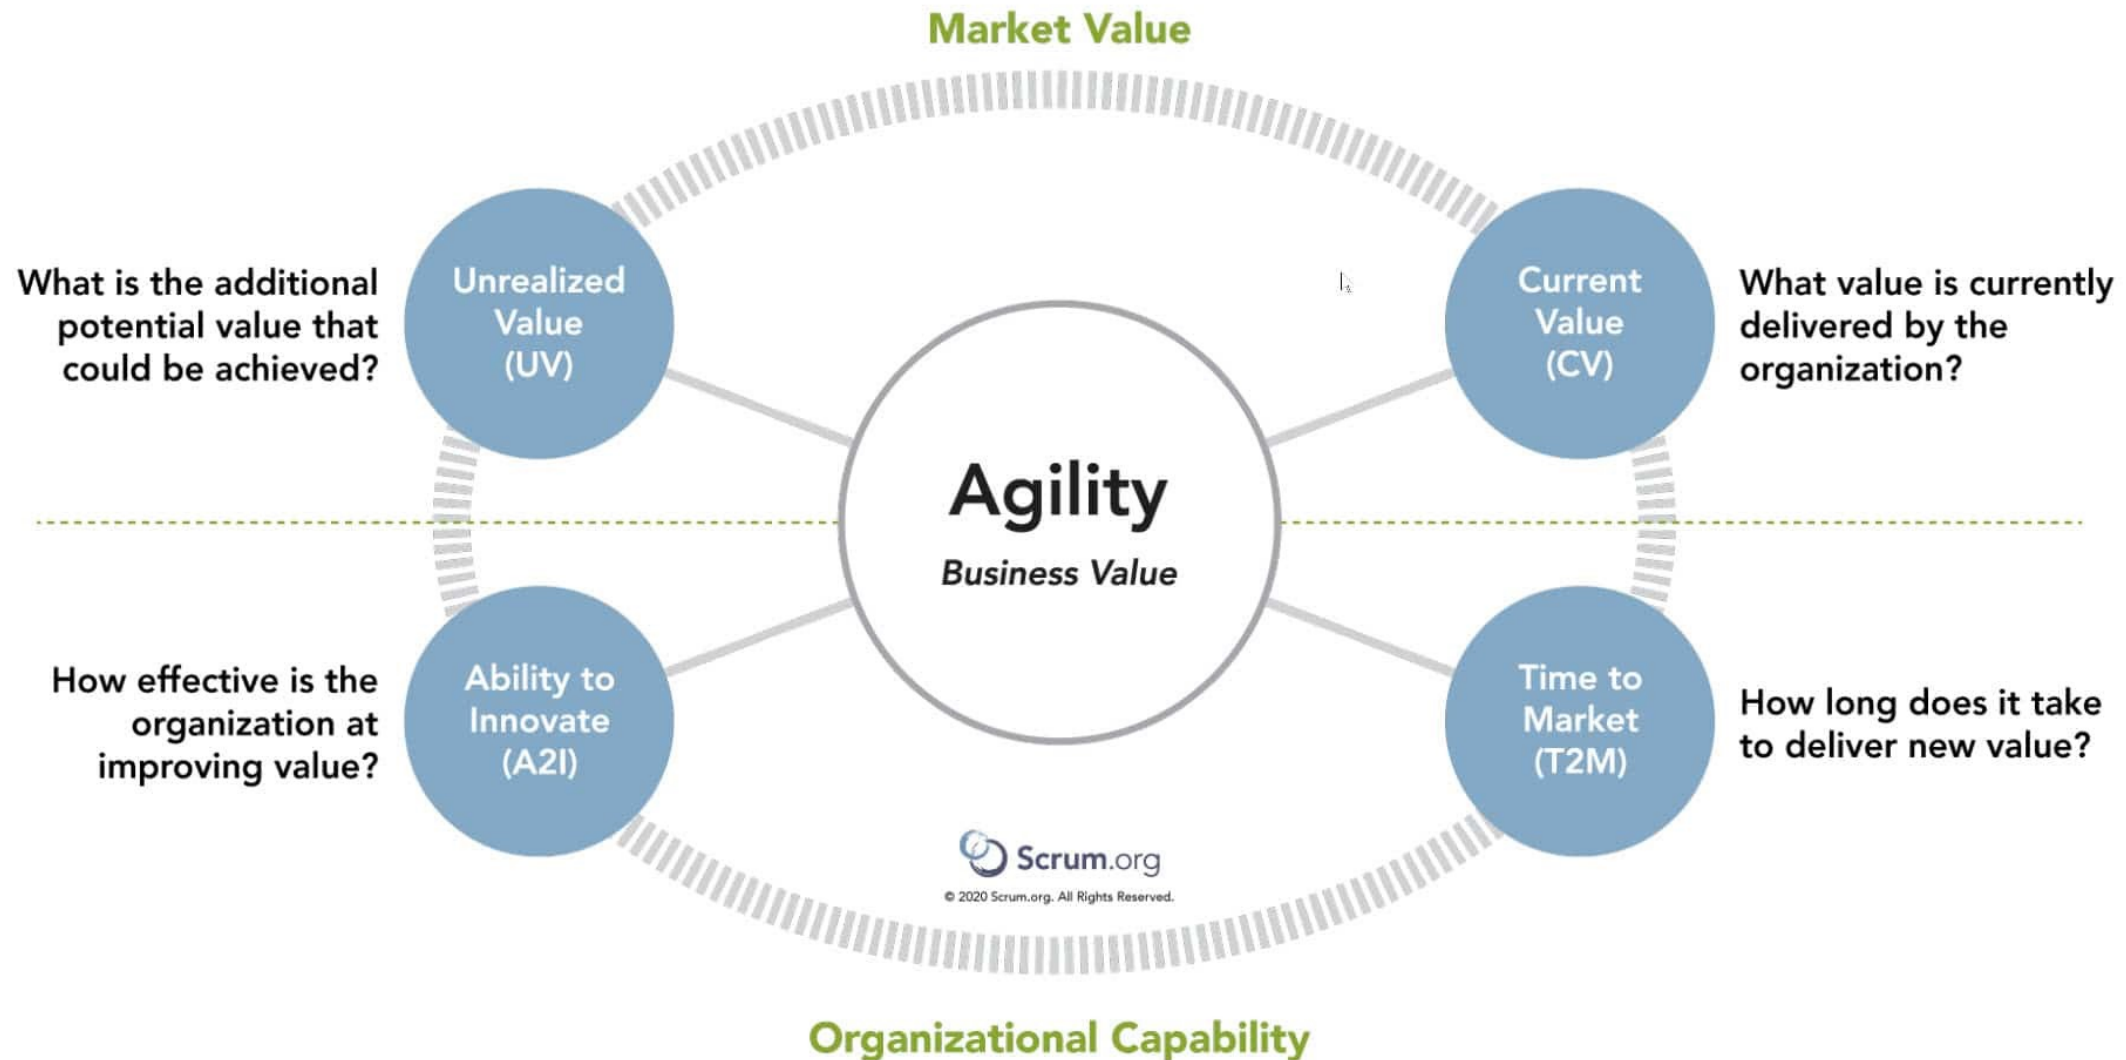 Market Value
What is the additional
potential value that
could be achieved?
Unrealized
Value
(UV)
Current
Value
(CV)
What value is currently
delivered by the
organization?
Agility
Business Value
How effective is the
organization at
improving value?
Ability to
Innovate
(A2I)
Time to
Market
(T2M)
How long does it take
to deliver new value?
Scrum.org
© 2020 Scrum.org. All Rights Reserved.
Organizational Capability